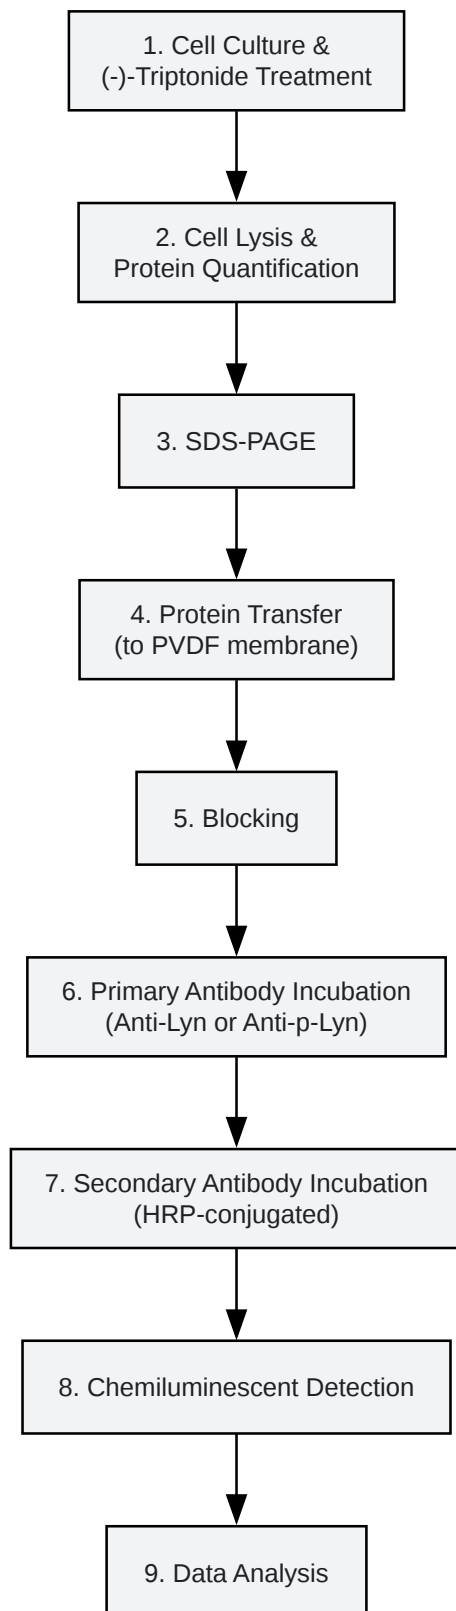 1. Cell Culture &
(-)-Triptonide Treatment
2. Cell Lysis &
Protein Quantification
3. SDS-PAGE
4. Protein Transfer
(to PVDF membrane)
5. Blocking
6. Primary Antibody Incubation
(Anti-Lyn or Anti-p-Lyn)
7. Secondary Antibody Incubation
(HRP-conjugated)
8. Chemiluminescent Detection
9. Data Analysis